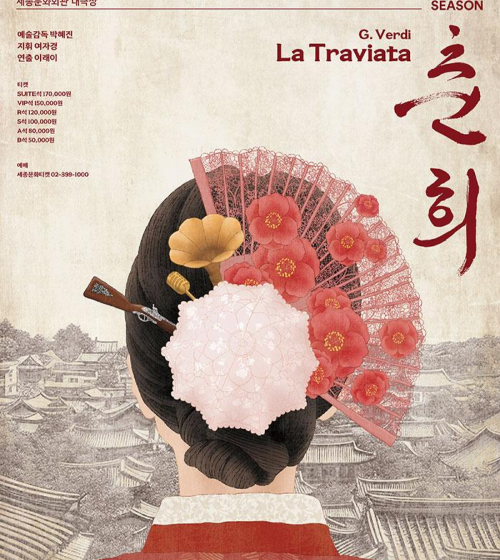 세종문화회관 대극장
SEASON
예술감독 박혜진
지휘 여자경
연출 이래이
G. Verdi
La Traviata
춘희
티켓
SUITE석 170,000원
VIP석 150,000원
R석 120,000원
S석 100,000원
A석 80,000원
B석 50,000원
예매
세종문화티켓 02-399-1000